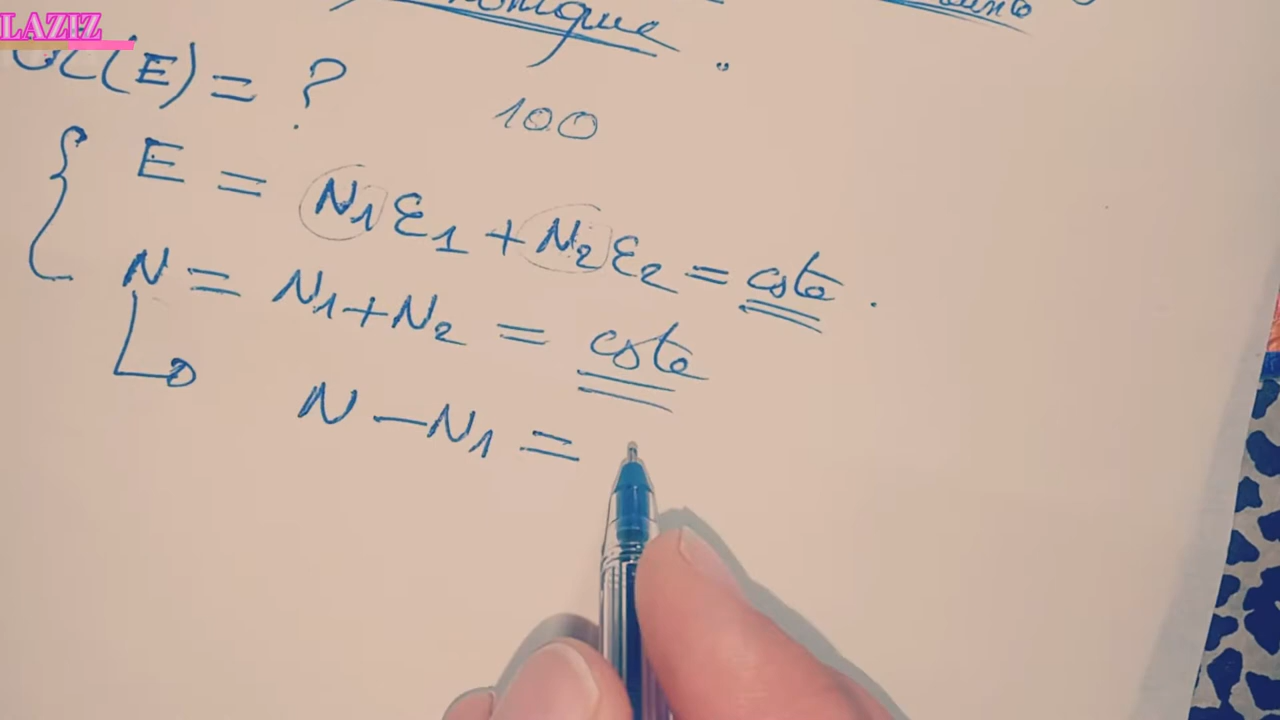 LAZIZ
(E) = ?
100
E = N1 ε1 + N2 ε2 = cste .
N = N1 + N2 = cste
N - N1 =